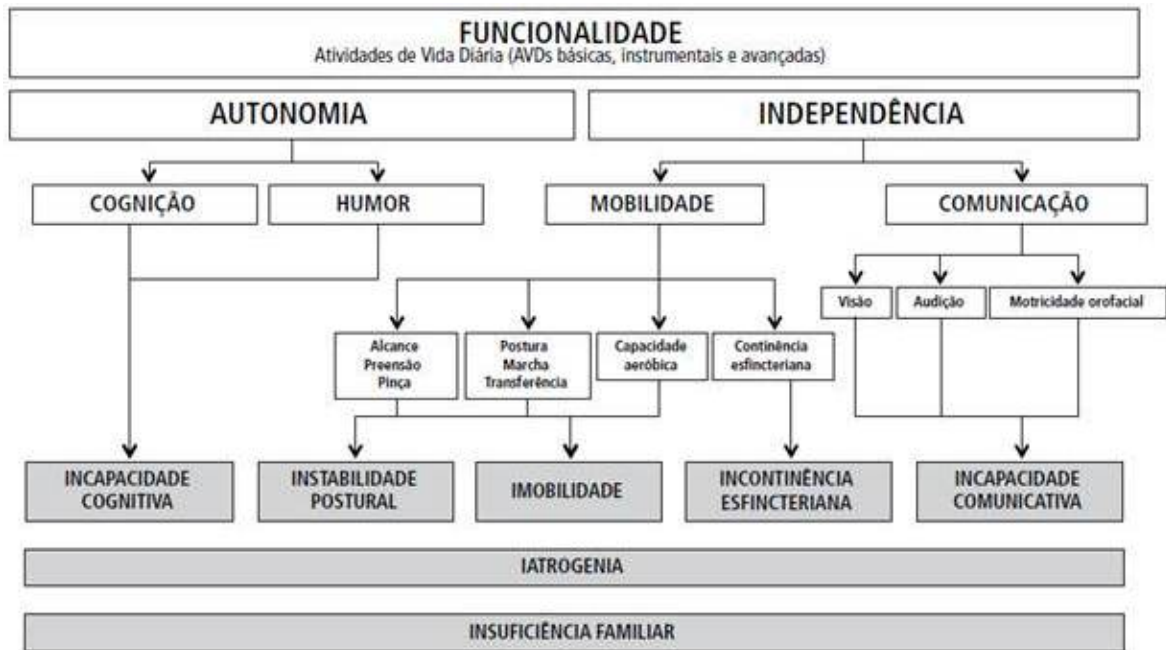 FUNCIONALIDADE
Atividades de Vida Diária (AVDs básicas, instrumentais e avançadas)
AUTONOMIA
INDEPENDÊNCIA
COGNIÇÃO
HUMOR
MOBILIDADE
COMUNICAÇÃO
Visão
Audição
Motricidade orofacial
Alcance
Preensão
Pinça
Postura
Marcha
Transferência
Capacidade
aeróbica
Continência
esfincteriana
INCAPACIDADE
COGNITIVA
INSTABILIDADE
POSTURAL
IMOBILIDADE
INCONTINÊNCIA
ESFINCTERIANA
INCAPACIDADE
COMUNICATIVA
IATROGENIA
INSUFICIÊNCIA FAMILIAR